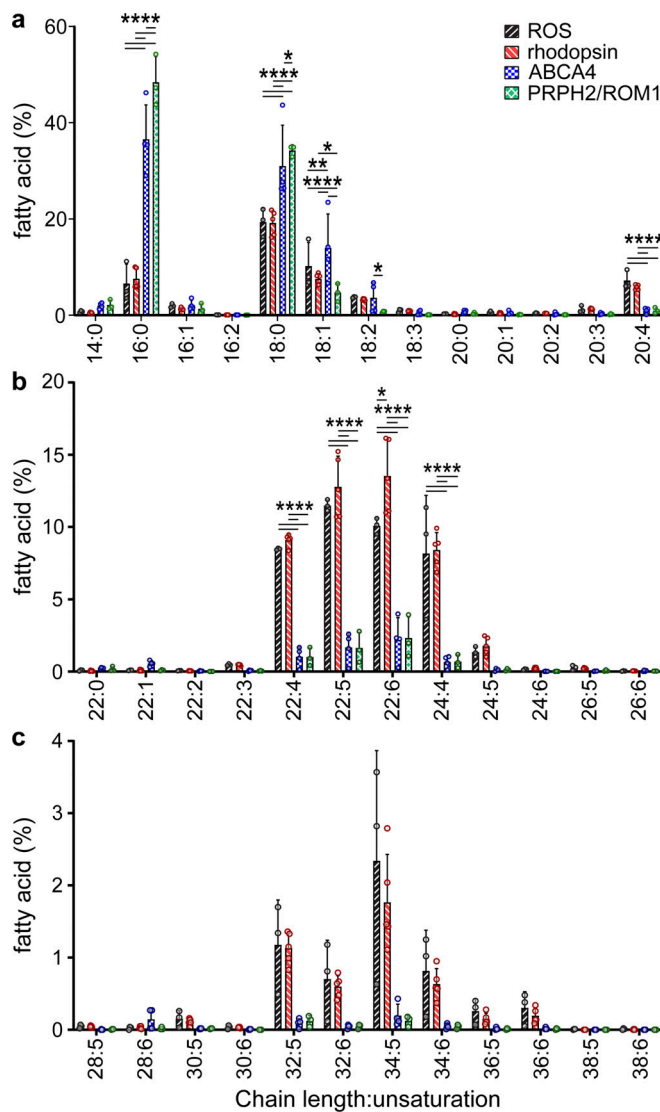 a
fatty acid (%)
60
40
20
0
****
****
*
**
*
****
*
****
ROS
rhodopsin
ABCA4
PRPH2/ROM1
14:0 16:0 16:1 16:2 18:0 18:1 18:2 18:3 20:0 20:1 20:2 20:3 20:4
b
fatty acid (%)
20
15
10
5
0
****
****
*
****
****
22:0 22:1 22:2 22:3 22:4 22:5 22:6 24:4 24:5 24:6 26:5 26:6
c
fatty acid (%)
4
3
2
1
0
28:5 28:6 30:5 30:6 32:5 32:6 34:5 34:6 36:5 36:6 38:5 38:6
Chain length:unsaturation